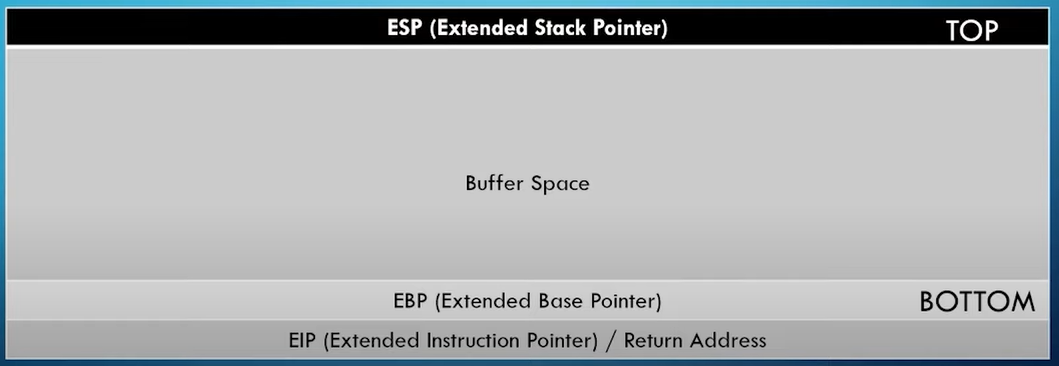 ESP (Extended Stack Pointer) TOP
Buffer Space
EBP (Extended Base Pointer) BOTTOM
EIP (Extended Instruction Pointer) / Return Address